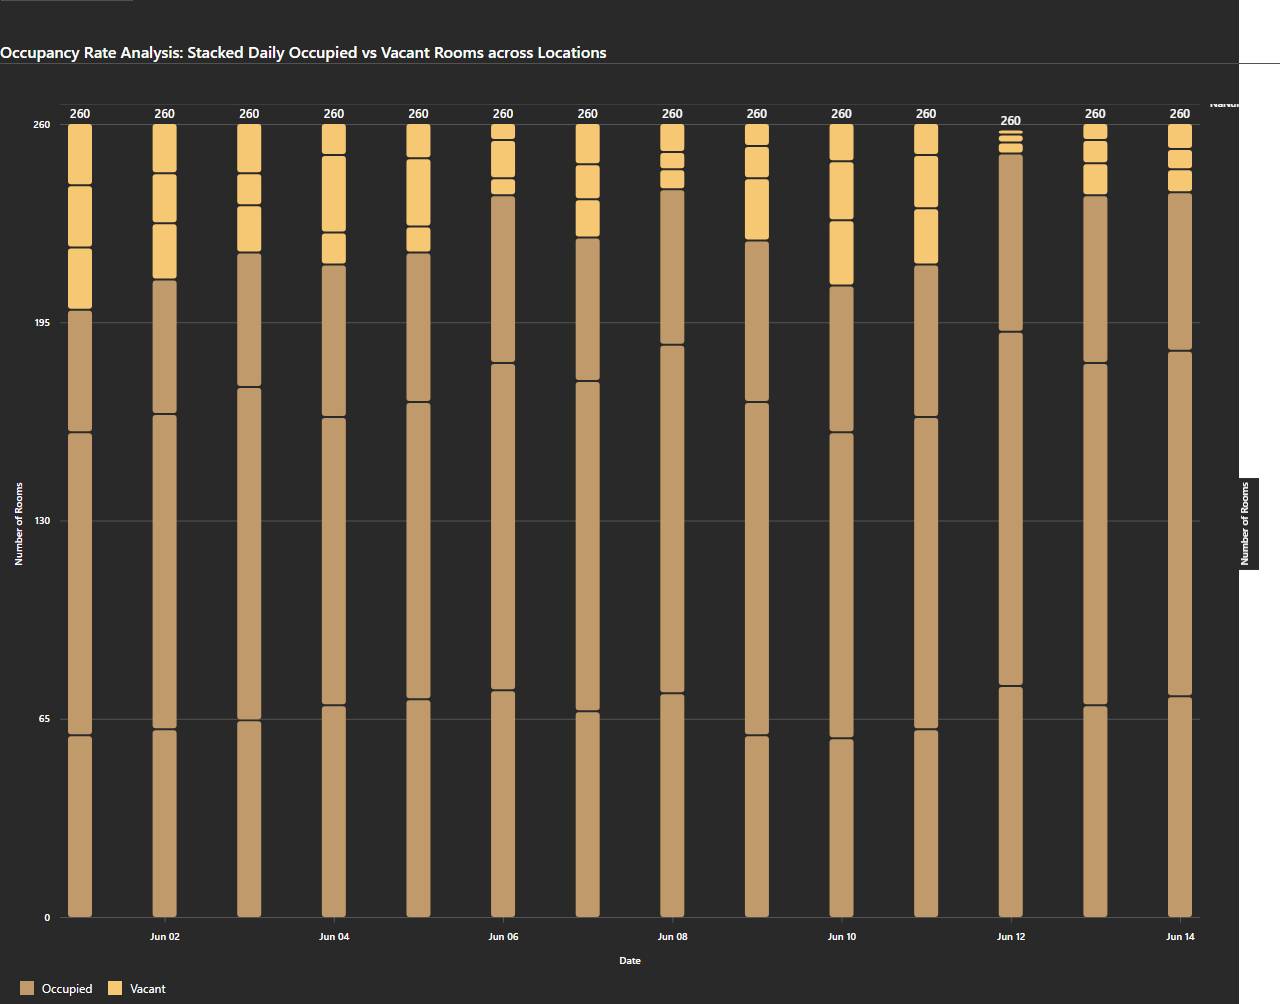 Occupancy Rate Analysis: Stacked Daily Occupied vs Vacant Rooms across Locations
260 260 260 260 260 260 260 260 260 260 260 260 260 260
260
195
130
65
0
Number of Rooms
Number of Rooms
Jun 02 Jun 04 Jun 06 Jun 08 Jun 10 Jun 12 Jun 14
Date
Occupied Vacant